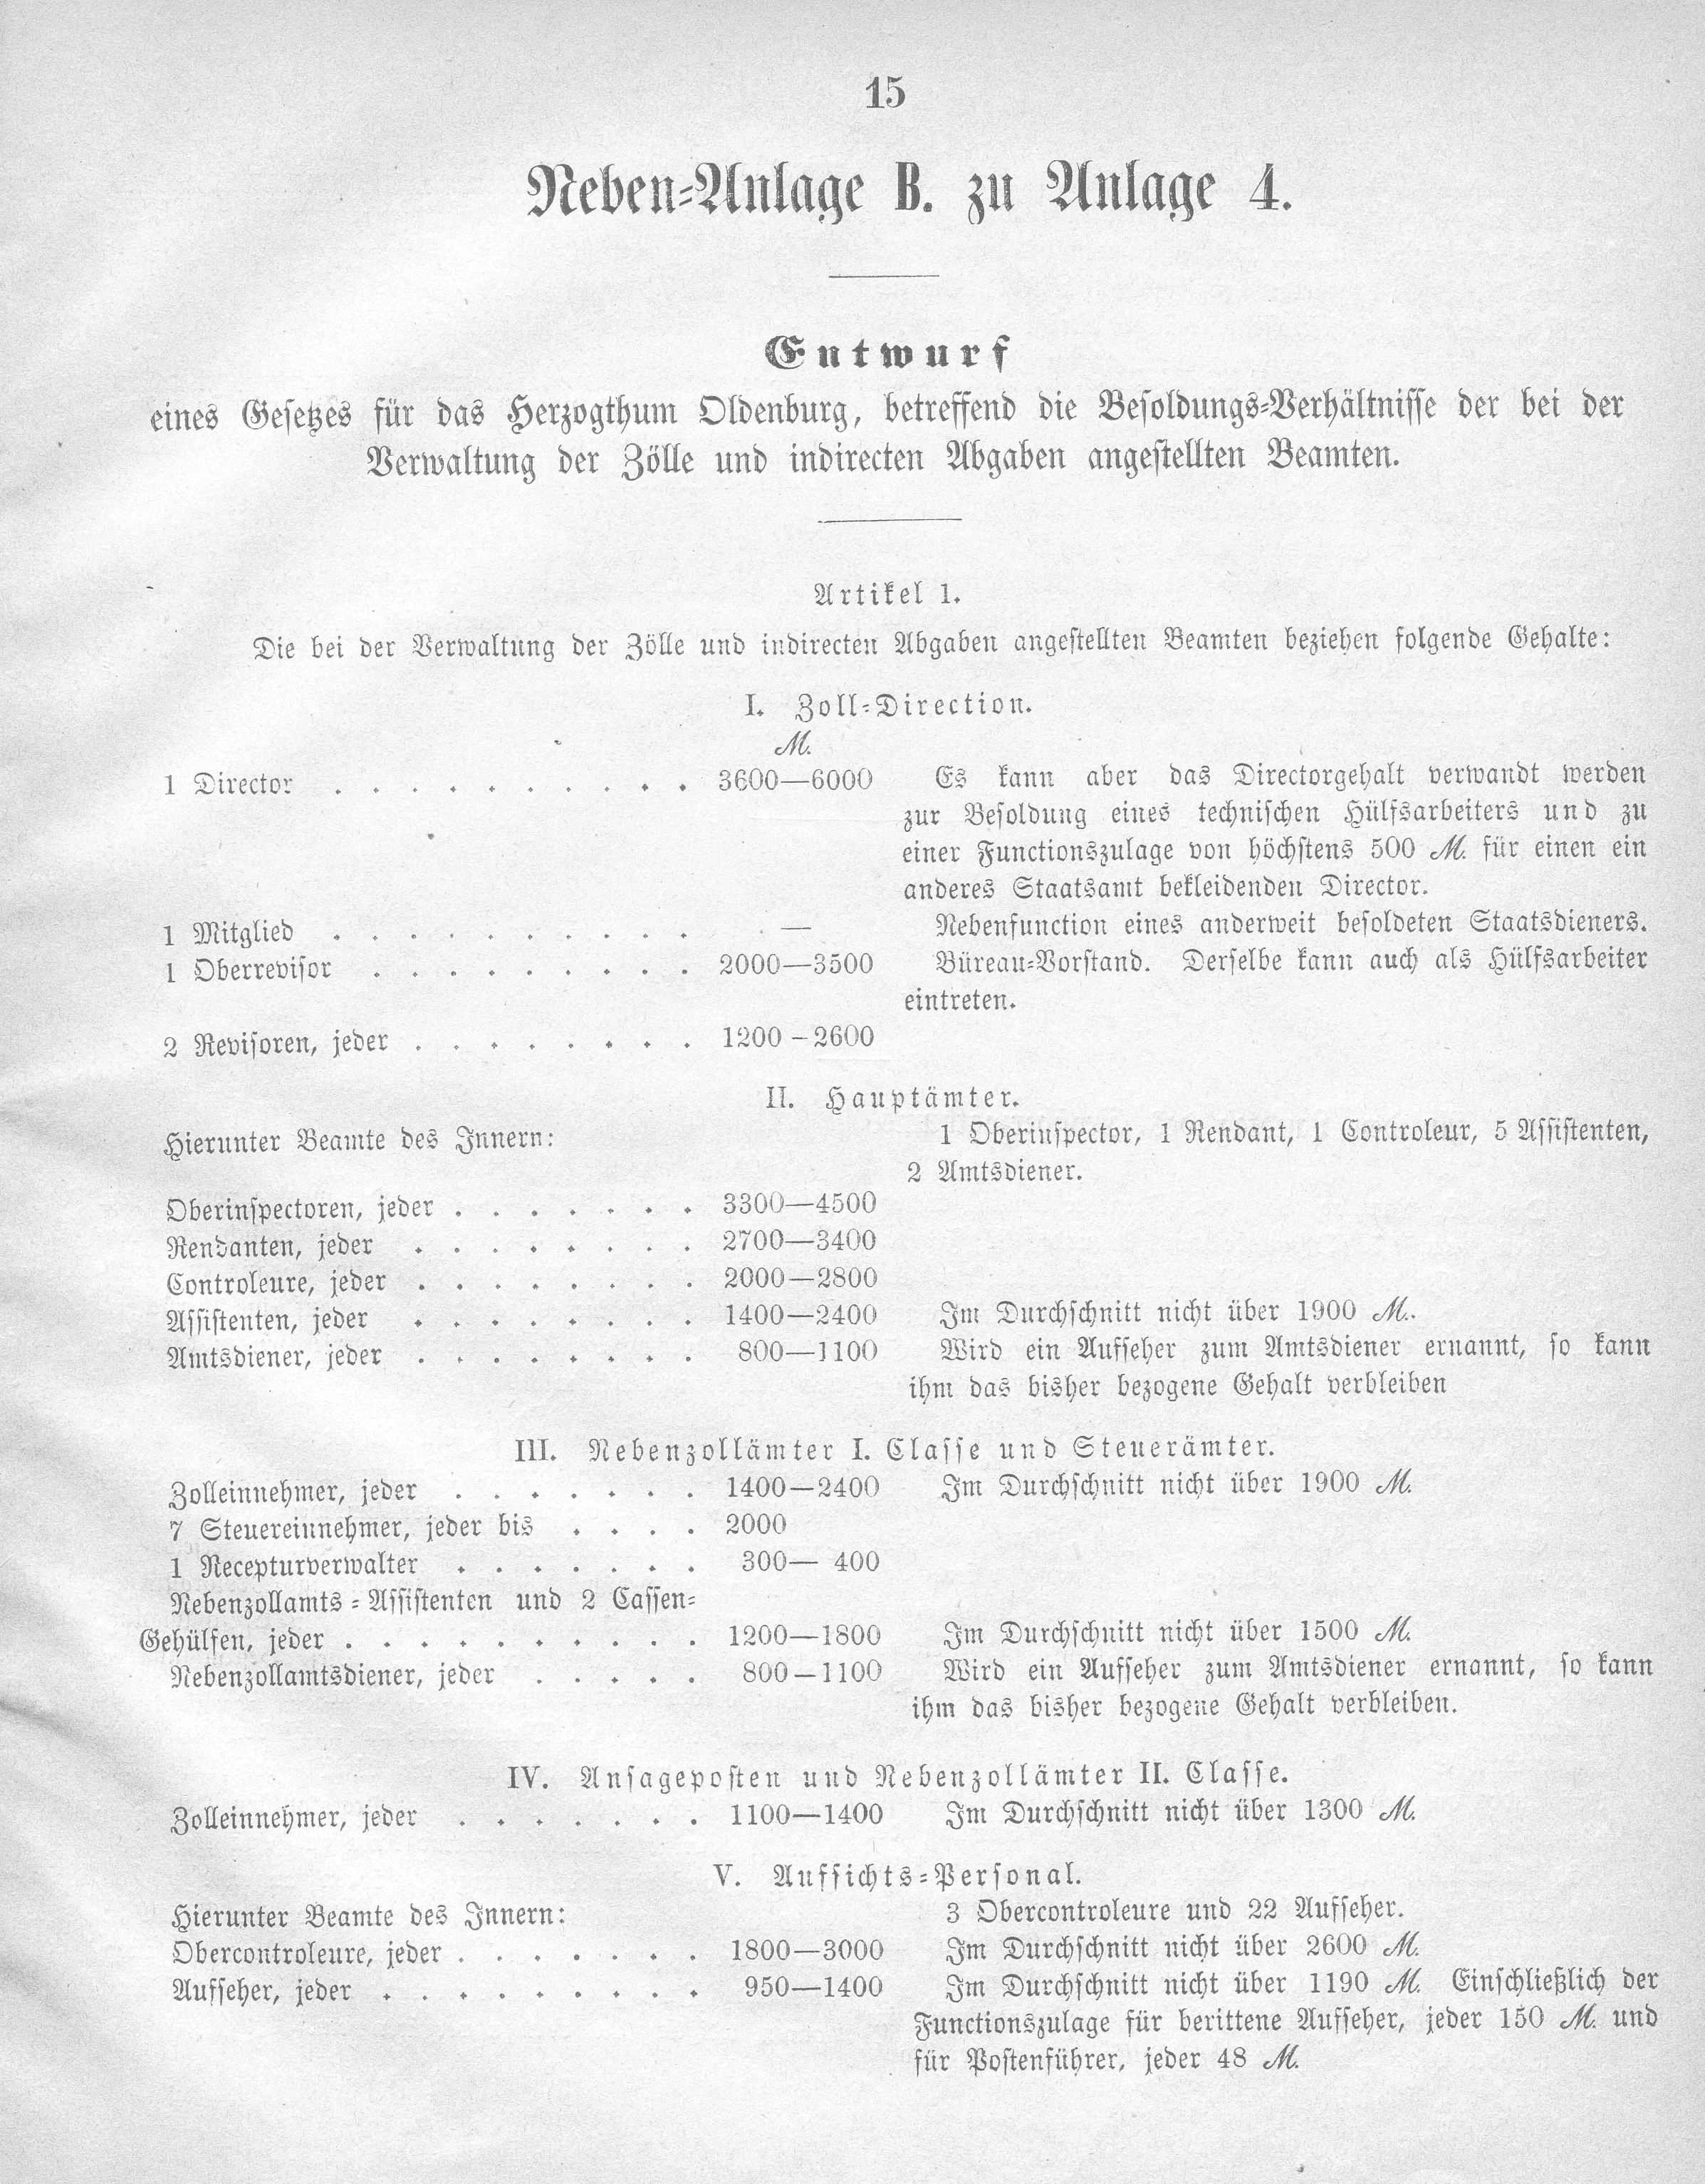 15
Neben-Anlage B. zu Anlage 4.
Entwurf
eines Gesetzes für das Herzogthum Oldenburg, betreffend die Besoldungs-Verhältnisse der bei der
Verwaltung der Zölle und indirecten Abgaben angestellten Beamten.
Artikel 1.
Die bei der Verwaltung der Zölle und indirecten Abgaben angestellten Beamten beziehen folgende Gehalte:
I. Zoll-Direction.
M.
1 Director . . . . . . . . . . . 3600—6000 Es kann aber das Directorgehalt verwandt werden
zur Besoldung eines technischen Hülfsarbeiters und zu
einer Functionszulage von höchstens 500 M. für einen ein
anderes Staatsamt bekleidenden Director.
1 Mitglied . . . . . . . . . . — Nebenfunction eines anderweit besoldeten Staatsdieners.
1 Oberrevisor . . . . . . . . . 2000—3500 Büreau-Vorstand. Derselbe kann auch als Hülfsarbeiter
eintreten.
2 Revisoren, jeder . . . . . . . . 1200–2600
II. Hauptämter.
Hierunter Beamte des Innern: 1 Oberinspector, 1 Rendant, 1 Controleur, 5 Assistenten,
2 Amtsdiener.
Oberinspectoren, jeder . . . . . . . 3300—4500
Rendanten, jeder . . . . . . . . 2700—3400
Controleure, jeder . . . . . . . . 2000—2800
Assistenten, jeder . . . . . . . . 1400—2400 Im Durchschnitt nicht über 1900 M..
Amtsdiener, jeder . . . . . . . . 800—1100 Wird ein Aufseher zum Amtsdiener ernannt, so kann
ihm das bisher bezogene Gehalt verbleiben
III. Nebenzollämter I. Classe und Steuerämter.
Zolleinnehmer, jeder . . . . . . . 1400—2400 Im Durchschnitt nicht über 1900 M.
7 Steuereinnehmer, jeder bis . . . . 2000
1 Recepturverwalter . . . . . . . 300— 400
Nebenzollamts-Assistenten und 2 Cassen-
Gehülfen, jeder . . . . . . . . . . 1200—1800 Im Durchschnitt nicht über 1500 M.
Nebenzollamtsdiener, jeder . . . . . 800—1100 Wird ein Aufseher zum Amtsdiener ernannt, so kann
ihm das bisher bezogene Gehalt verbleiben.
IV. Ansageposten und Nebenzollämter II. Classe.
Zolleinnehmer, jeder . . . . . . . 1100—1400 Im Durchschnitt nicht über 1300 M.
V. Aufsichts-Personal.
Hierunter Beamte des Innern: 3 Obercontroleure und 22 Aufseher.
Obercontroleure, jeder . . . . . . . 1800—3000 Im Durchschnitt nicht über 2600 M.
Aufseher, jeder . . . . . . . . . 950—1400 Im Durchschnitt nicht über 1190 M. Einschließlich der
Functionszulage für berittene Aufseher, jeder 150 M. und
für Postenführer, jeder 48 M.